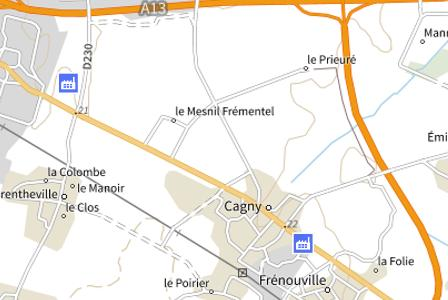 A13
D230
Mann
le Prieuré
21
le Mesnil Frémentel
Émi
la Colombe
le Manoir
rentheville
le Clos
Cagny
22
la Folie
le Poirier
Frénouville